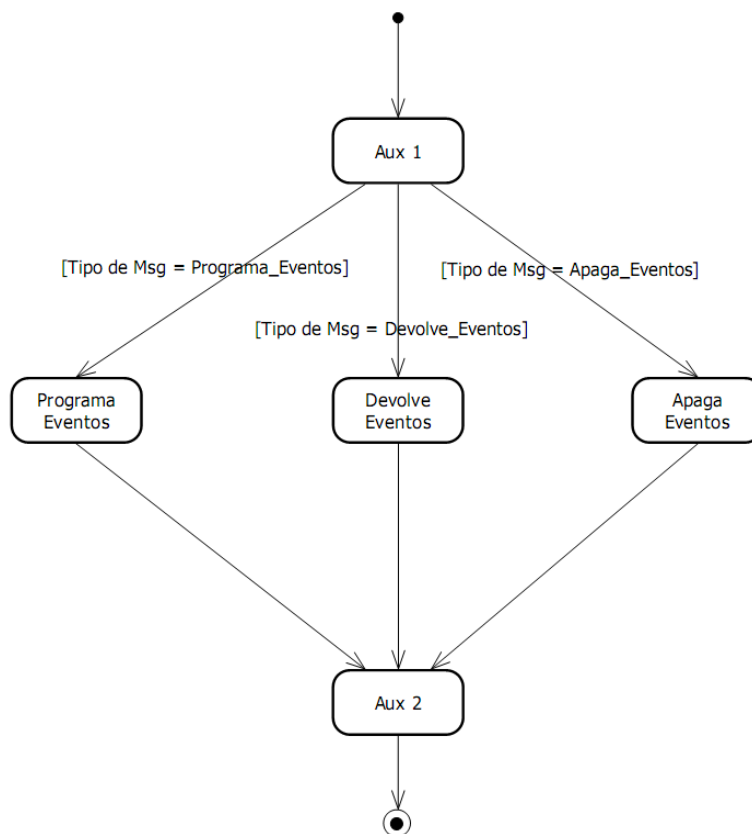 Aux 1
[Tipo de Msg = Programa_Eventos]
[Tipo de Msg = Apaga_Eventos]
[Tipo de Msg = Devolve_Eventos]
Programa
Eventos
Devolve
Eventos
Apaga
Eventos
Aux 2